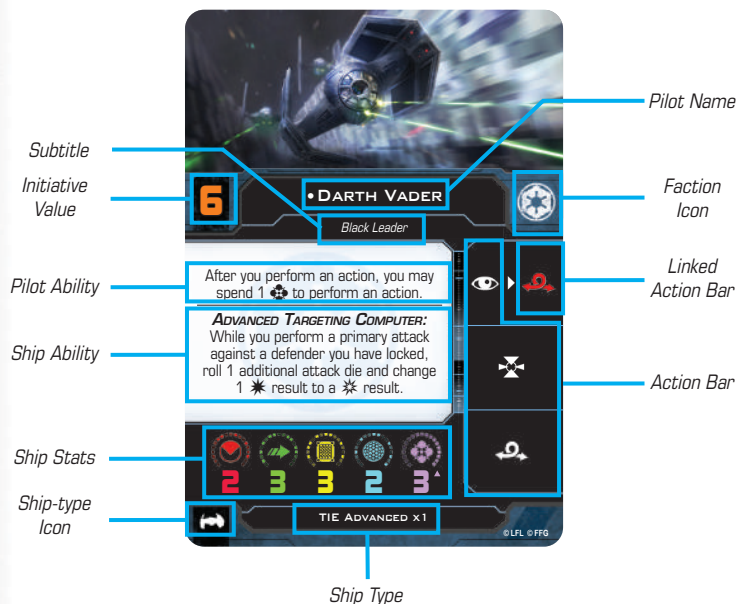 Pilot Name
Subtitle
Initiative
Value
6
•Darth Vader
Faction
Icon
Black Leader
Pilot Ability
After you perform an action, you may
spend 1 to perform an action.
Linked
Action Bar
Ship Ability
Advanced Targeting Computer:
While you perform a primary attack
against a defender you have locked,
roll 1 additional attack die and change
1 result to a result.
Action Bar
Ship Stats
2 3 3 2 3
Ship-type
Icon
TIE Advanced x1
©LFL ©FFG
Ship Type